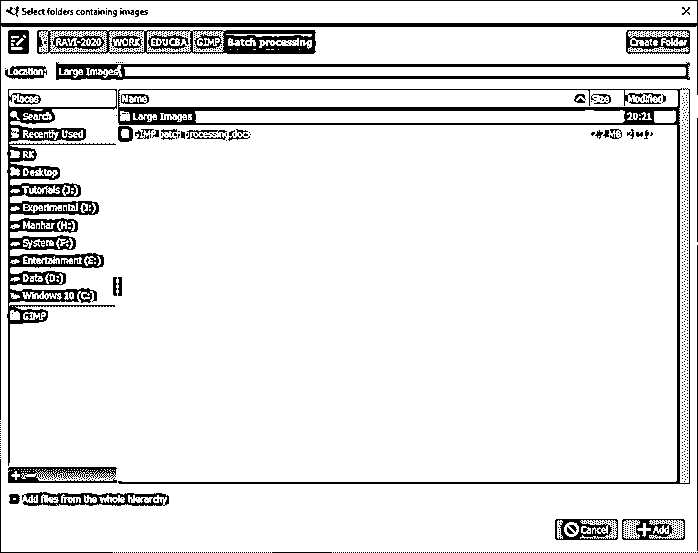 Select folders containing images
RAVI-2020 WORK EDUCBA GIMP Batch processing Create Folder
Location: Large Images
Places Name Size Modified
Search Large Images 20:21
Recently Used GIMP batch processing.docx MB
RK
Desktop
Tutorials (J:)
Experimental (I:)
Manhar (H:)
System (F:)
Entertainment (E:)
Data (D:)
Windows 10 (C:)
GIMP
Add files from the whole hierarchy
Cancel Add